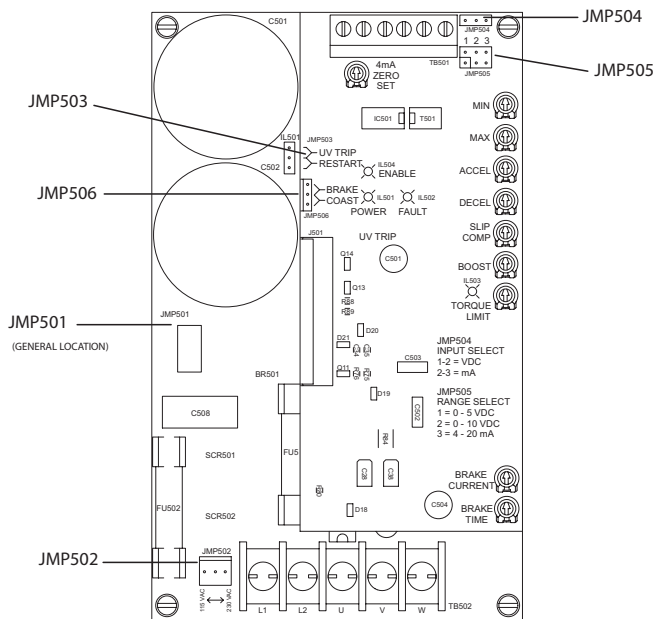 JMP504
JMP505
JMP503
JMP506
JMP501
(GENERAL LOCATION)
JMP502
C501
JMP504
1 2 3
TB501
JMP505
4mA
ZERO
SET
MIN
IC501
T501
MAX
IL501
JMP503
UV TRIP
RESTART
C502
IL504
ENABLE
ACCEL
BRAKE
COAST
JMP506
IL501
POWER
IL502
FAULT
DECEL
J501
UV TRIP
SLIP
COMP
Q14
C501
BOOST
Q13
IL503
TORQUE
LIMIT
JMP501
D20
D21
JMP504
INPUT SELECT
1-2 = VDC
2-3 = mA
C503
BR501
Q11
D19
JMP505
RANGE SELECT
1 = 0 - 5 VDC
2 = 0 - 10 VDC
3 = 4 - 20 mA
C508
C502
SCR501
FU5
BRAKE
CURRENT
FU502
SCR502
C504
D18
BRAKE
TIME
JMP502
115 VAC
230 VAC
L1
L2
U
V
W
TB502